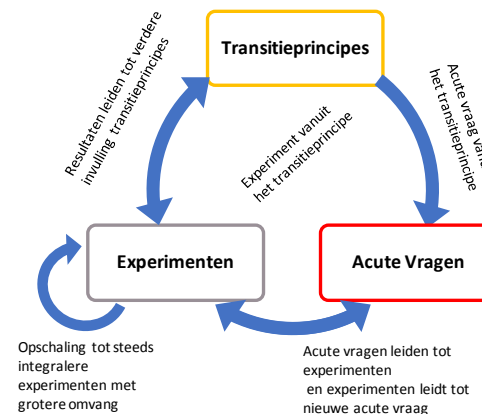 Transitieprincipes
Resultaten leiden tot verdere
invulling transitieprincipes
Experiment vanuit
het transitieprincipe
Acute vraag
het transitieprincipe
Experimenten
Acute Vragen
Opschaling tot steeds
integralere
experimenten met
grotere omvang
Acute vragen leiden tot
experimenten
en experimenten leidt tot
nieuwe acute vraag